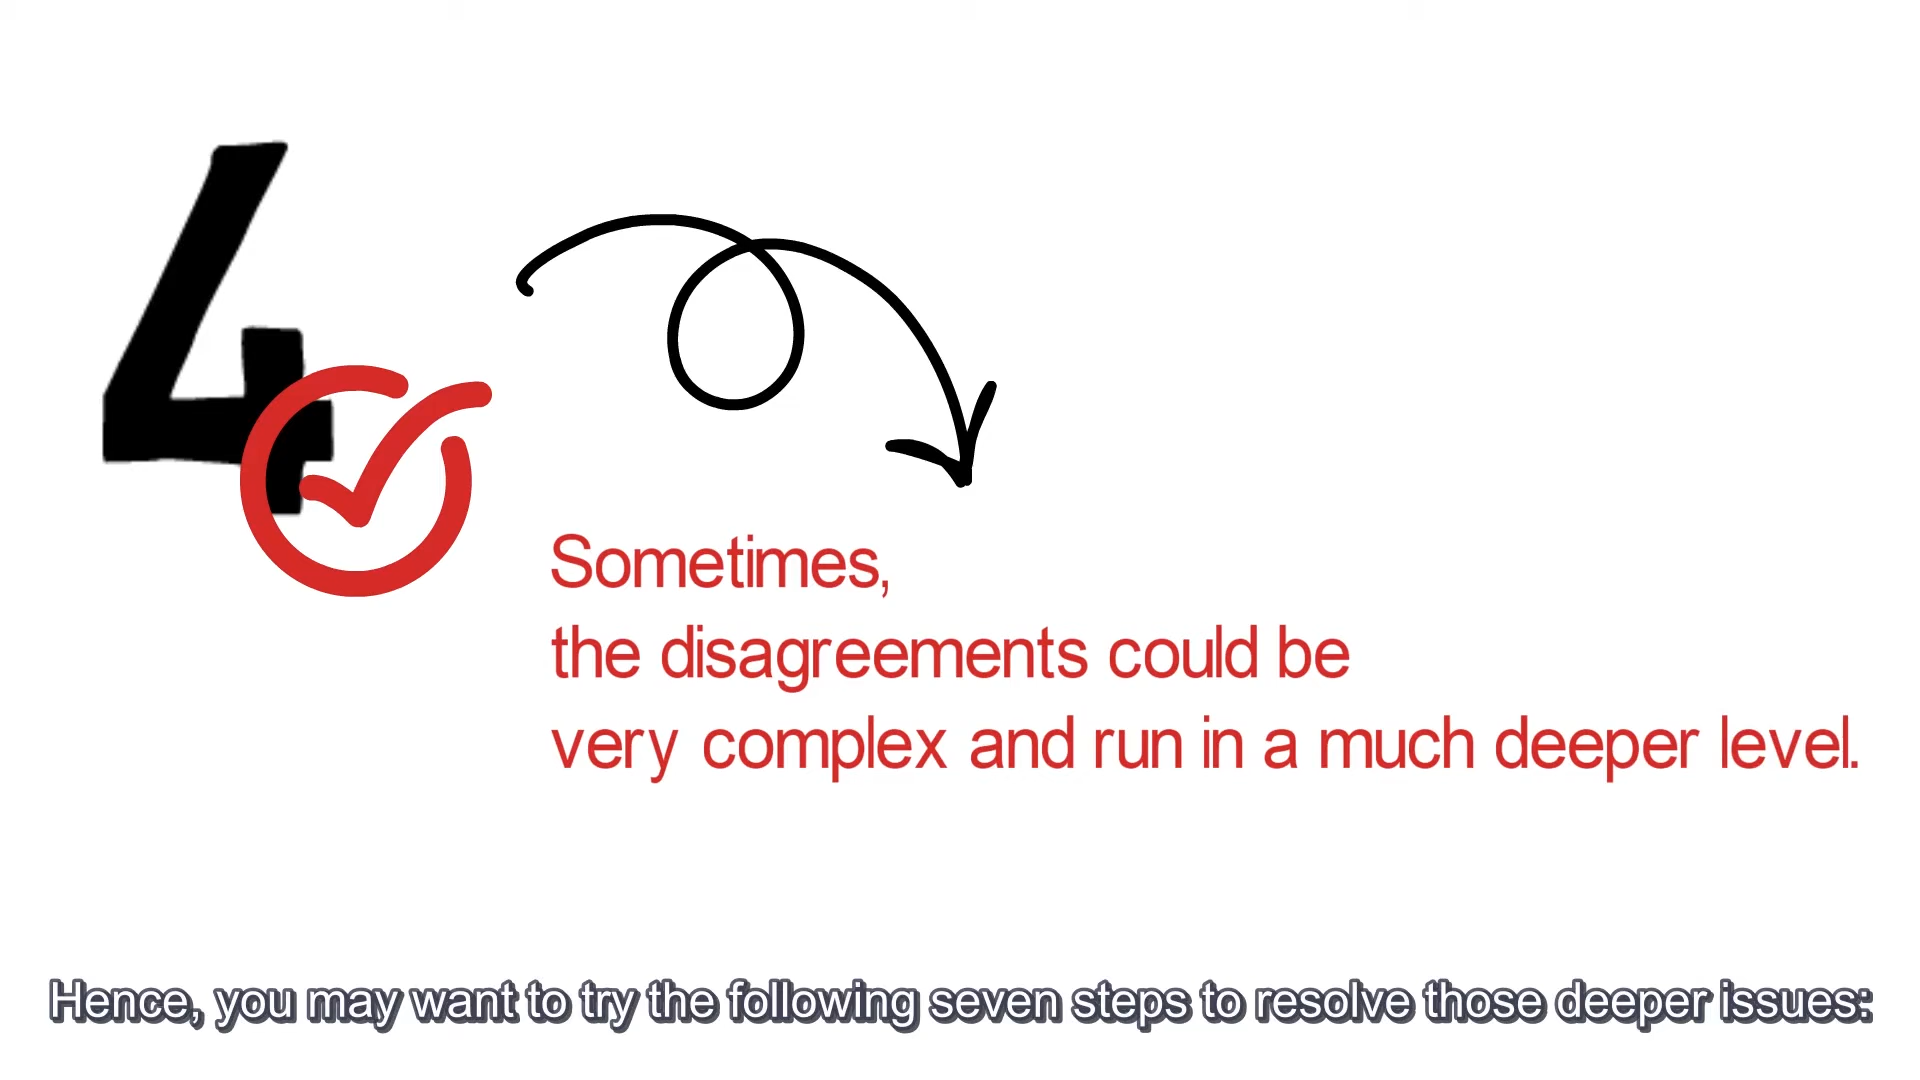 4
Sometimes,
the disagreements could be
very complex and run in a much deeper level.
Hence, you may want to try the following seven steps to resolve those deeper issues: